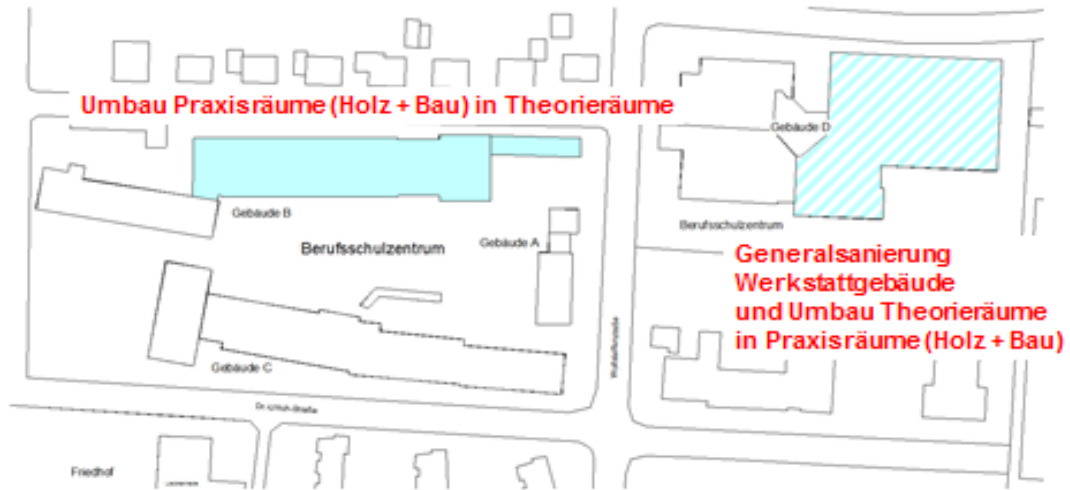 Umbau Praxisräume (Holz + Bau) in Theorieräume
Gebäude D
Gebäude B
Berufsschulzentrum
Gebäude A
Berufsschulzentrum
Generalsanierung
Werkstattgebäude
und Umbau Theorieräume
in Praxisräume (Holz + Bau)
Gebäude C
Friedhof